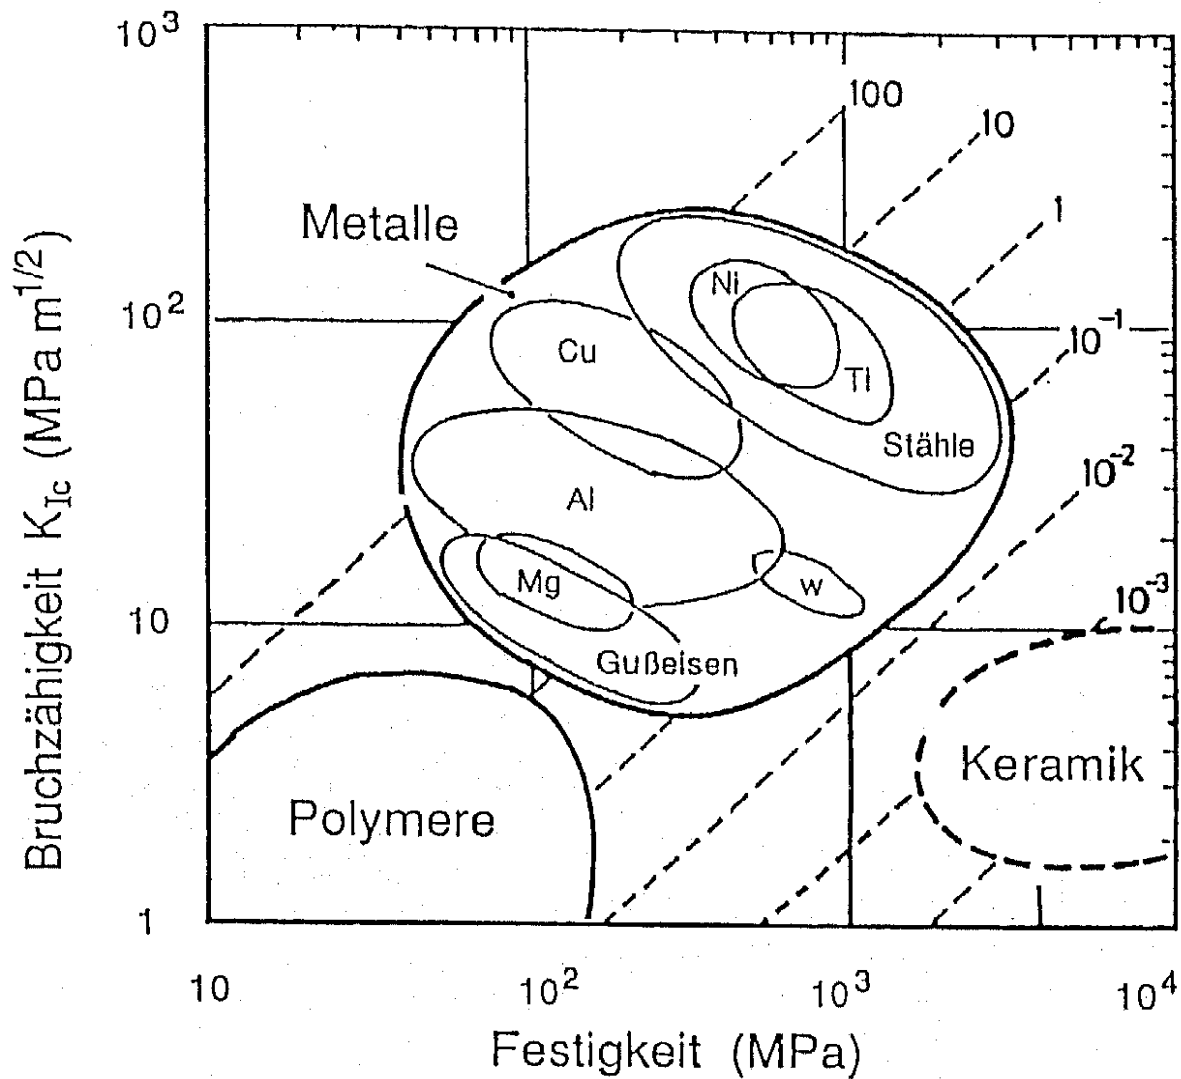 10³
100
10
1
Metalle
Ni
10²
10⁻¹
Cu
TI
Stähle
Bruchzähigkeit K_Ic (MPa m^1/2)
10⁻²
Al
Mg
W
10⁻³
10
Gußeisen
Keramik
Polymere
1
10
10²
10³
10⁴
Festigkeit (MPa)